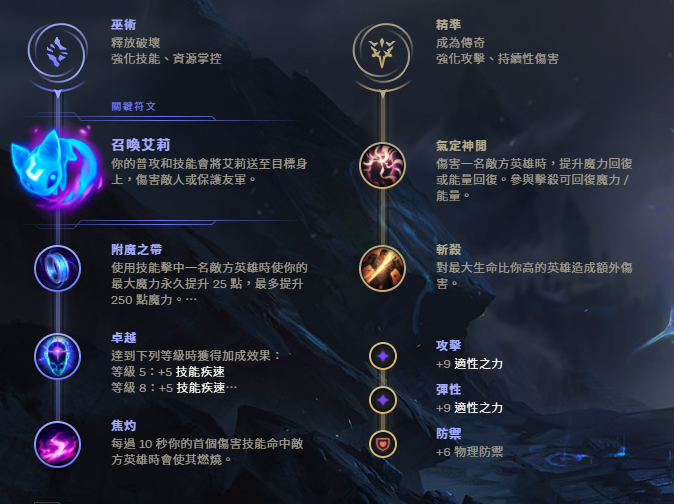 巫術
釋放破壞
強化技能、資源掌控
關鍵符文
召喚艾莉
你的普攻和技能會將艾莉送至目標身
上，傷害敵人或保護友軍。
附魔之帶
使用技能擊中一名敵方英雄時使你的
最大魔力永久提升 25 點，最多提升
250 點魔力。…
卓越
達到下列等級時獲得加成效果：
等級 5：+5 技能疾速
等級 8：+5 技能疾速…
焦灼
每過 10 秒你的首個傷害技能命中敵
方英雄時會使其燃燒。
精準
成為傳奇
強化攻擊、持續性傷害
氣定神閒
傷害一名敵方英雄時，提升魔力回復
或能量回復。參與擊殺可回復魔力 /
能量。
斬殺
對最大生命比你高的英雄造成額外傷
害。
攻擊
+9 適性之力
彈性
+9 適性之力
防禦
+6 物理防禦